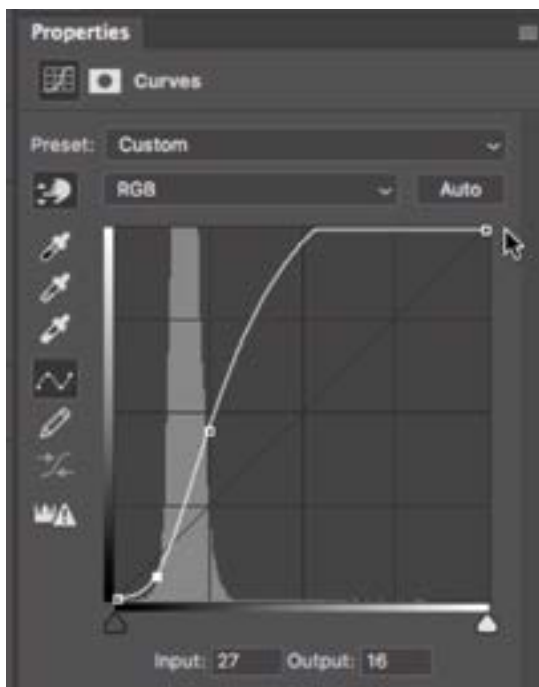 Properties
Curves
Preset: Custom
RGB Auto
Input: 27 Output: 16